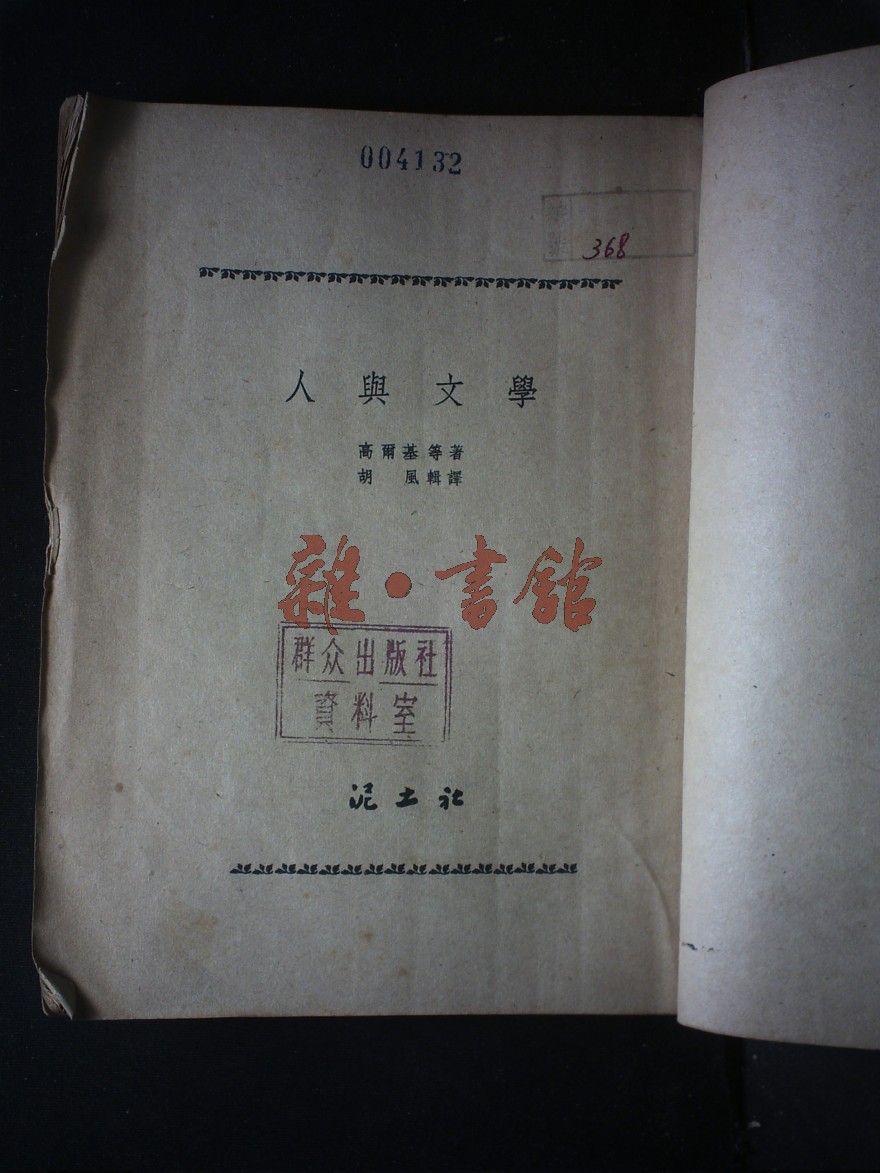 004132
368
人與文學
高爾基等著
胡風輯譯
雜·書館
群众出版社
資料室
泥土社